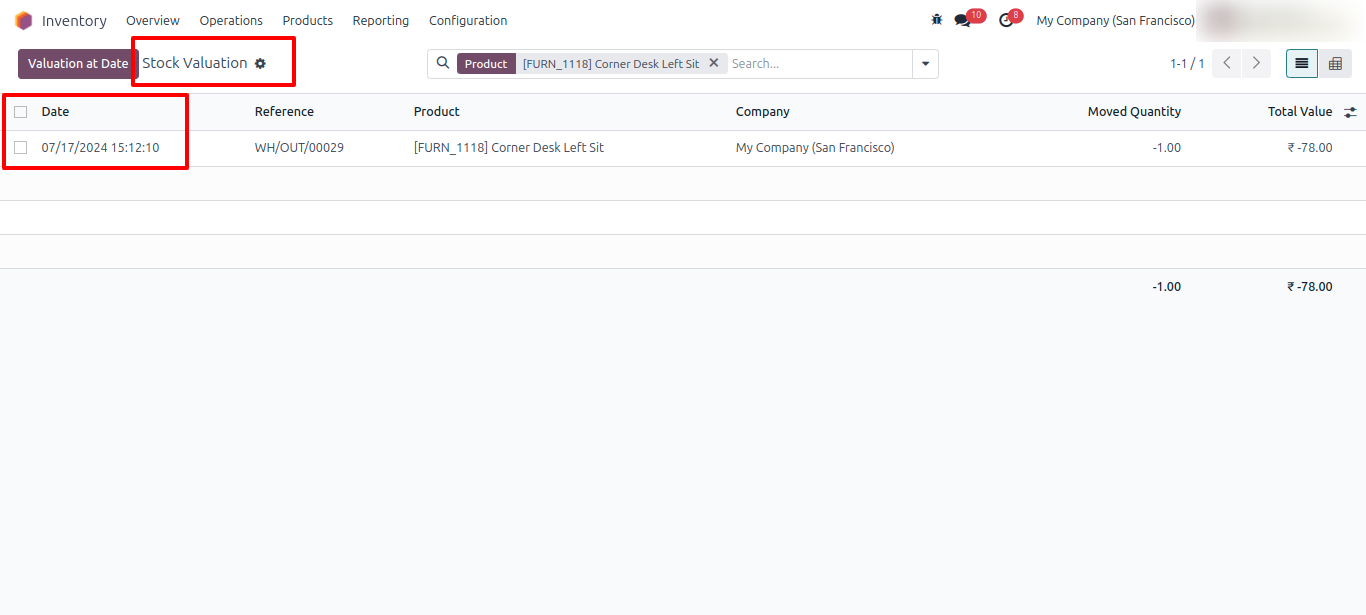 Inventory Overview Operations Products Reporting Configuration 10 8 My Company (San Francisco)
Valuation at Date Stock Valuation Product [FURN_1118] Corner Desk Left Sit Search... 1-1 / 1
Date Reference Product Company Moved Quantity Total Value
07/17/2024 15:12:10 WH/OUT/00029 [FURN_1118] Corner Desk Left Sit My Company (San Francisco) -1.00 ₹ -78.00
-1.00 ₹ -78.00